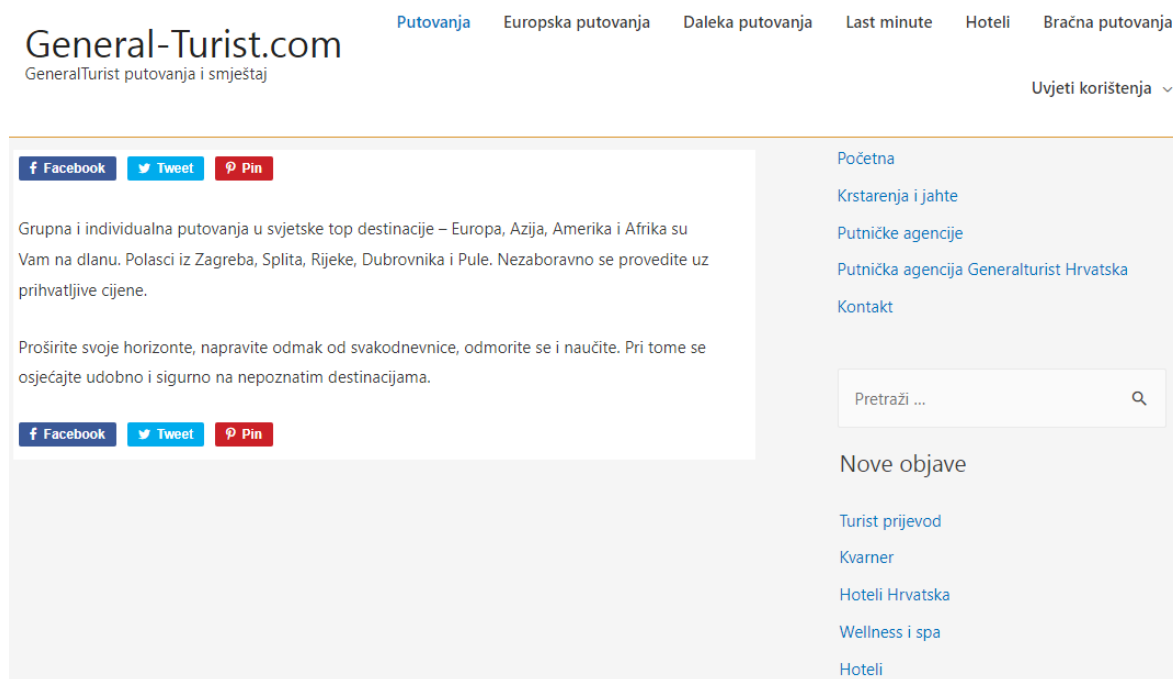 General-Turist.com
GeneralTurist putovanja i smještaj
Putovanja
Europska putovanja
Daleka putovanja
Last minute
Hoteli
Bračna putovanja
Uvjeti korištenja
Facebook
Tweet
Pin
Grupna i individualna putovanja u svjetske top destinacije – Europa, Azija, Amerika i Afrika su
Vam na dlanu. Polasci iz Zagreba, Splita, Rijeke, Dubrovnika i Pule. Nezaboravno se provedite uz
prihvatljive cijene.
Proširite svoje horizonte, napravite odmak od svakodnevnice, odmorite se i naučite. Pri tome se
osjećajte udobno i sigurno na nepoznatim destinacijama.
Facebook
Tweet
Pin
Početna
Krstarenja i jahte
Putničke agencije
Putnička agencija Generalturist Hrvatska
Kontakt
Pretraži ...
Nove objave
Turist prijevod
Kvarner
Hoteli Hrvatska
Wellness i spa
Hoteli